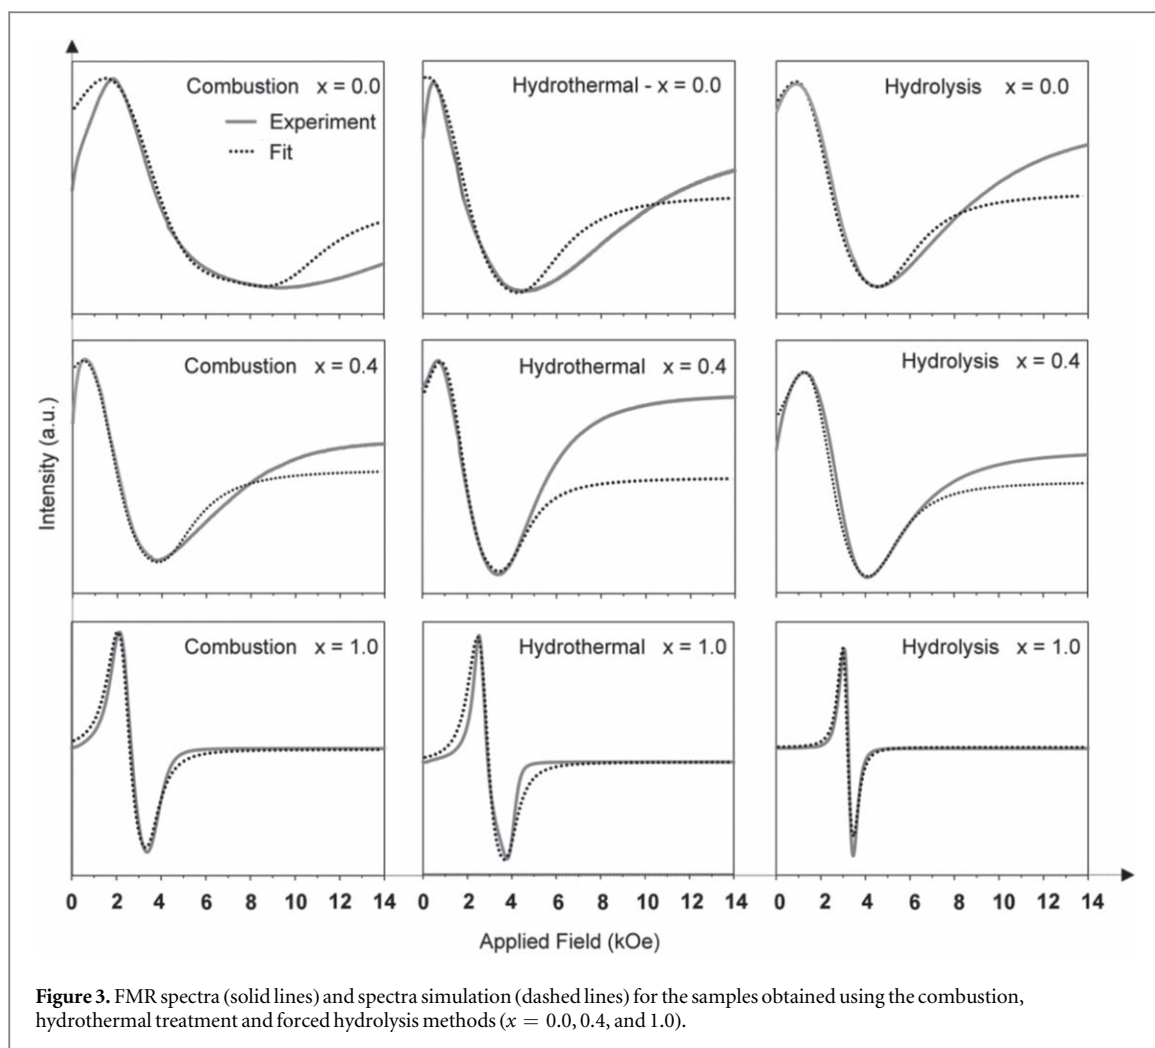 Combustion x = 0.0
Experiment
Fit
Hydrothermal - x = 0.0
Hydrolysis x = 0.0
Combustion x = 0.4
Hydrothermal x = 0.4
Hydrolysis x = 0.4
Combustion x = 1.0
Hydrothermal x = 1.0
Hydrolysis x = 1.0
Intensity (a.u.)
0 2 4 6 8 10 12 14 0 2 4 6 8 10 12 14 0 2 4 6 8 10 12 14
Applied Field (kOe)
Figure 3. FMR spectra (solid lines) and spectra simulation (dashed lines) for the samples obtained using the combustion,
hydrothermal treatment and forced hydrolysis methods (x = 0.0, 0.4, and 1.0).